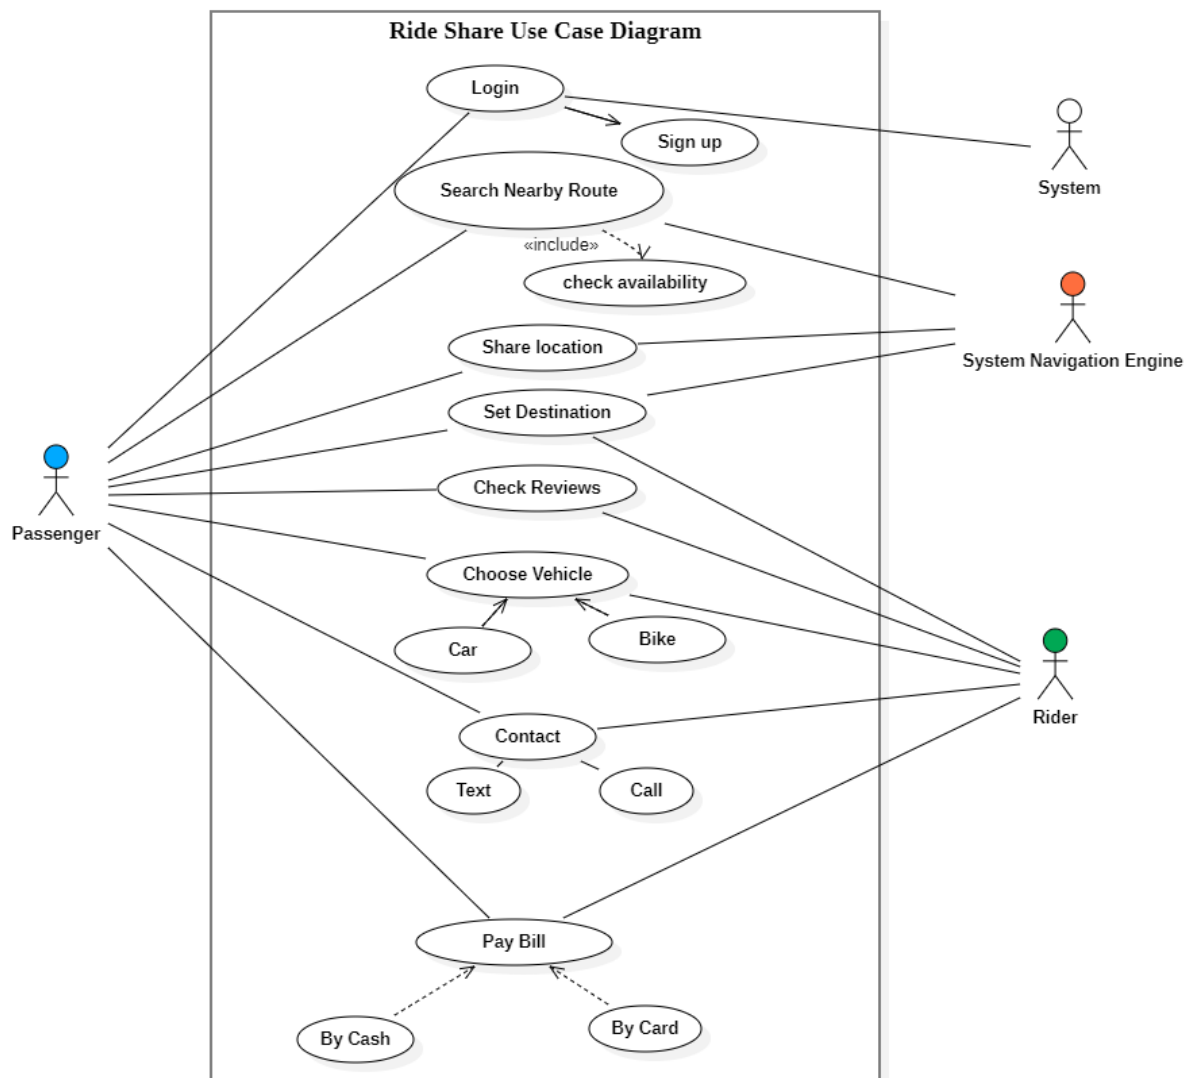 Ride Share Use Case Diagram
Login
Sign up
System
Search Nearby Route
«include»
check availability
System Navigation Engine
Share location
Set Destination
Check Reviews
Passenger
Choose Vehicle
Car
Bike
Rider
Contact
Text
Call
Pay Bill
By Cash
By Card